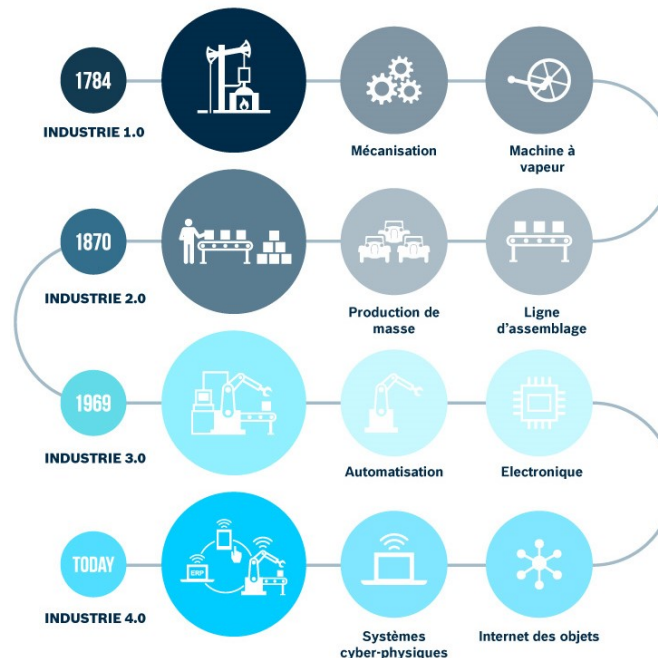 1784
INDUSTRIE 1.0
Mécanisation
Machine à
vapeur
1870
INDUSTRIE 2.0
Production de
masse
Ligne
d'assemblage
1969
INDUSTRIE 3.0
Automatisation
Electronique
TODAY
INDUSTRIE 4.0
ERP
Systèmes
cyber-physiques
Internet des objets